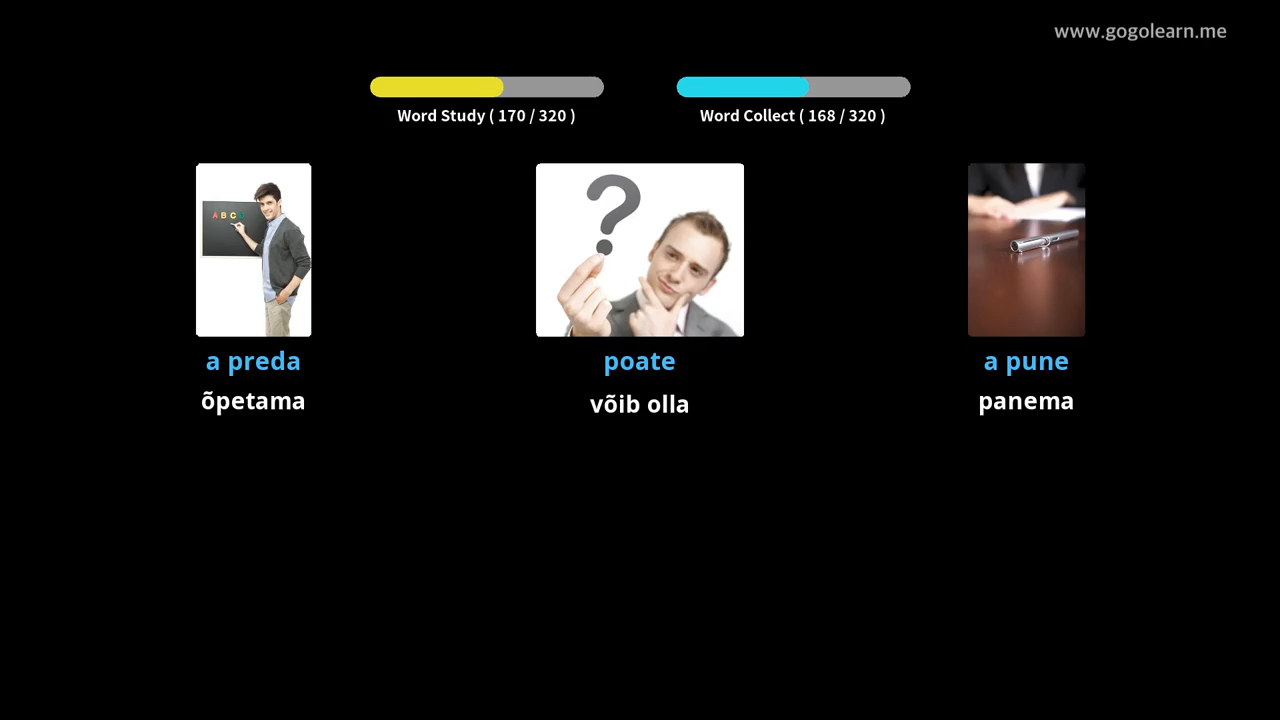 www.gogolearn.me
Word Study ( 170 / 320 )
Word Collect ( 168 / 320 )
A B C
a preda
poate
a pune
õpetama
võib olla
panema